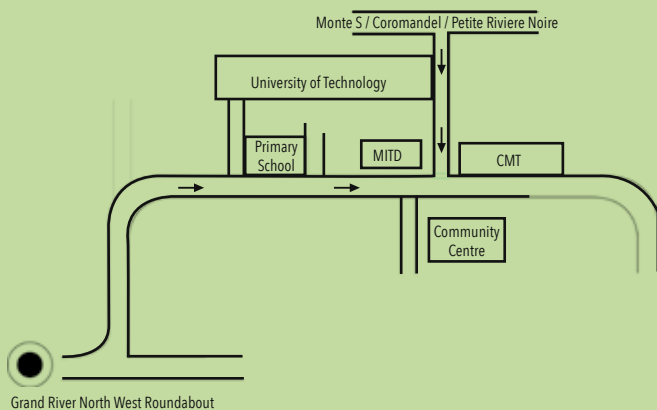 Monte S / Coromandel / Petite Riviere Noire
University of Technology
Primary
School
MITD
CMT
Community
Centre
Grand River North West Roundabout